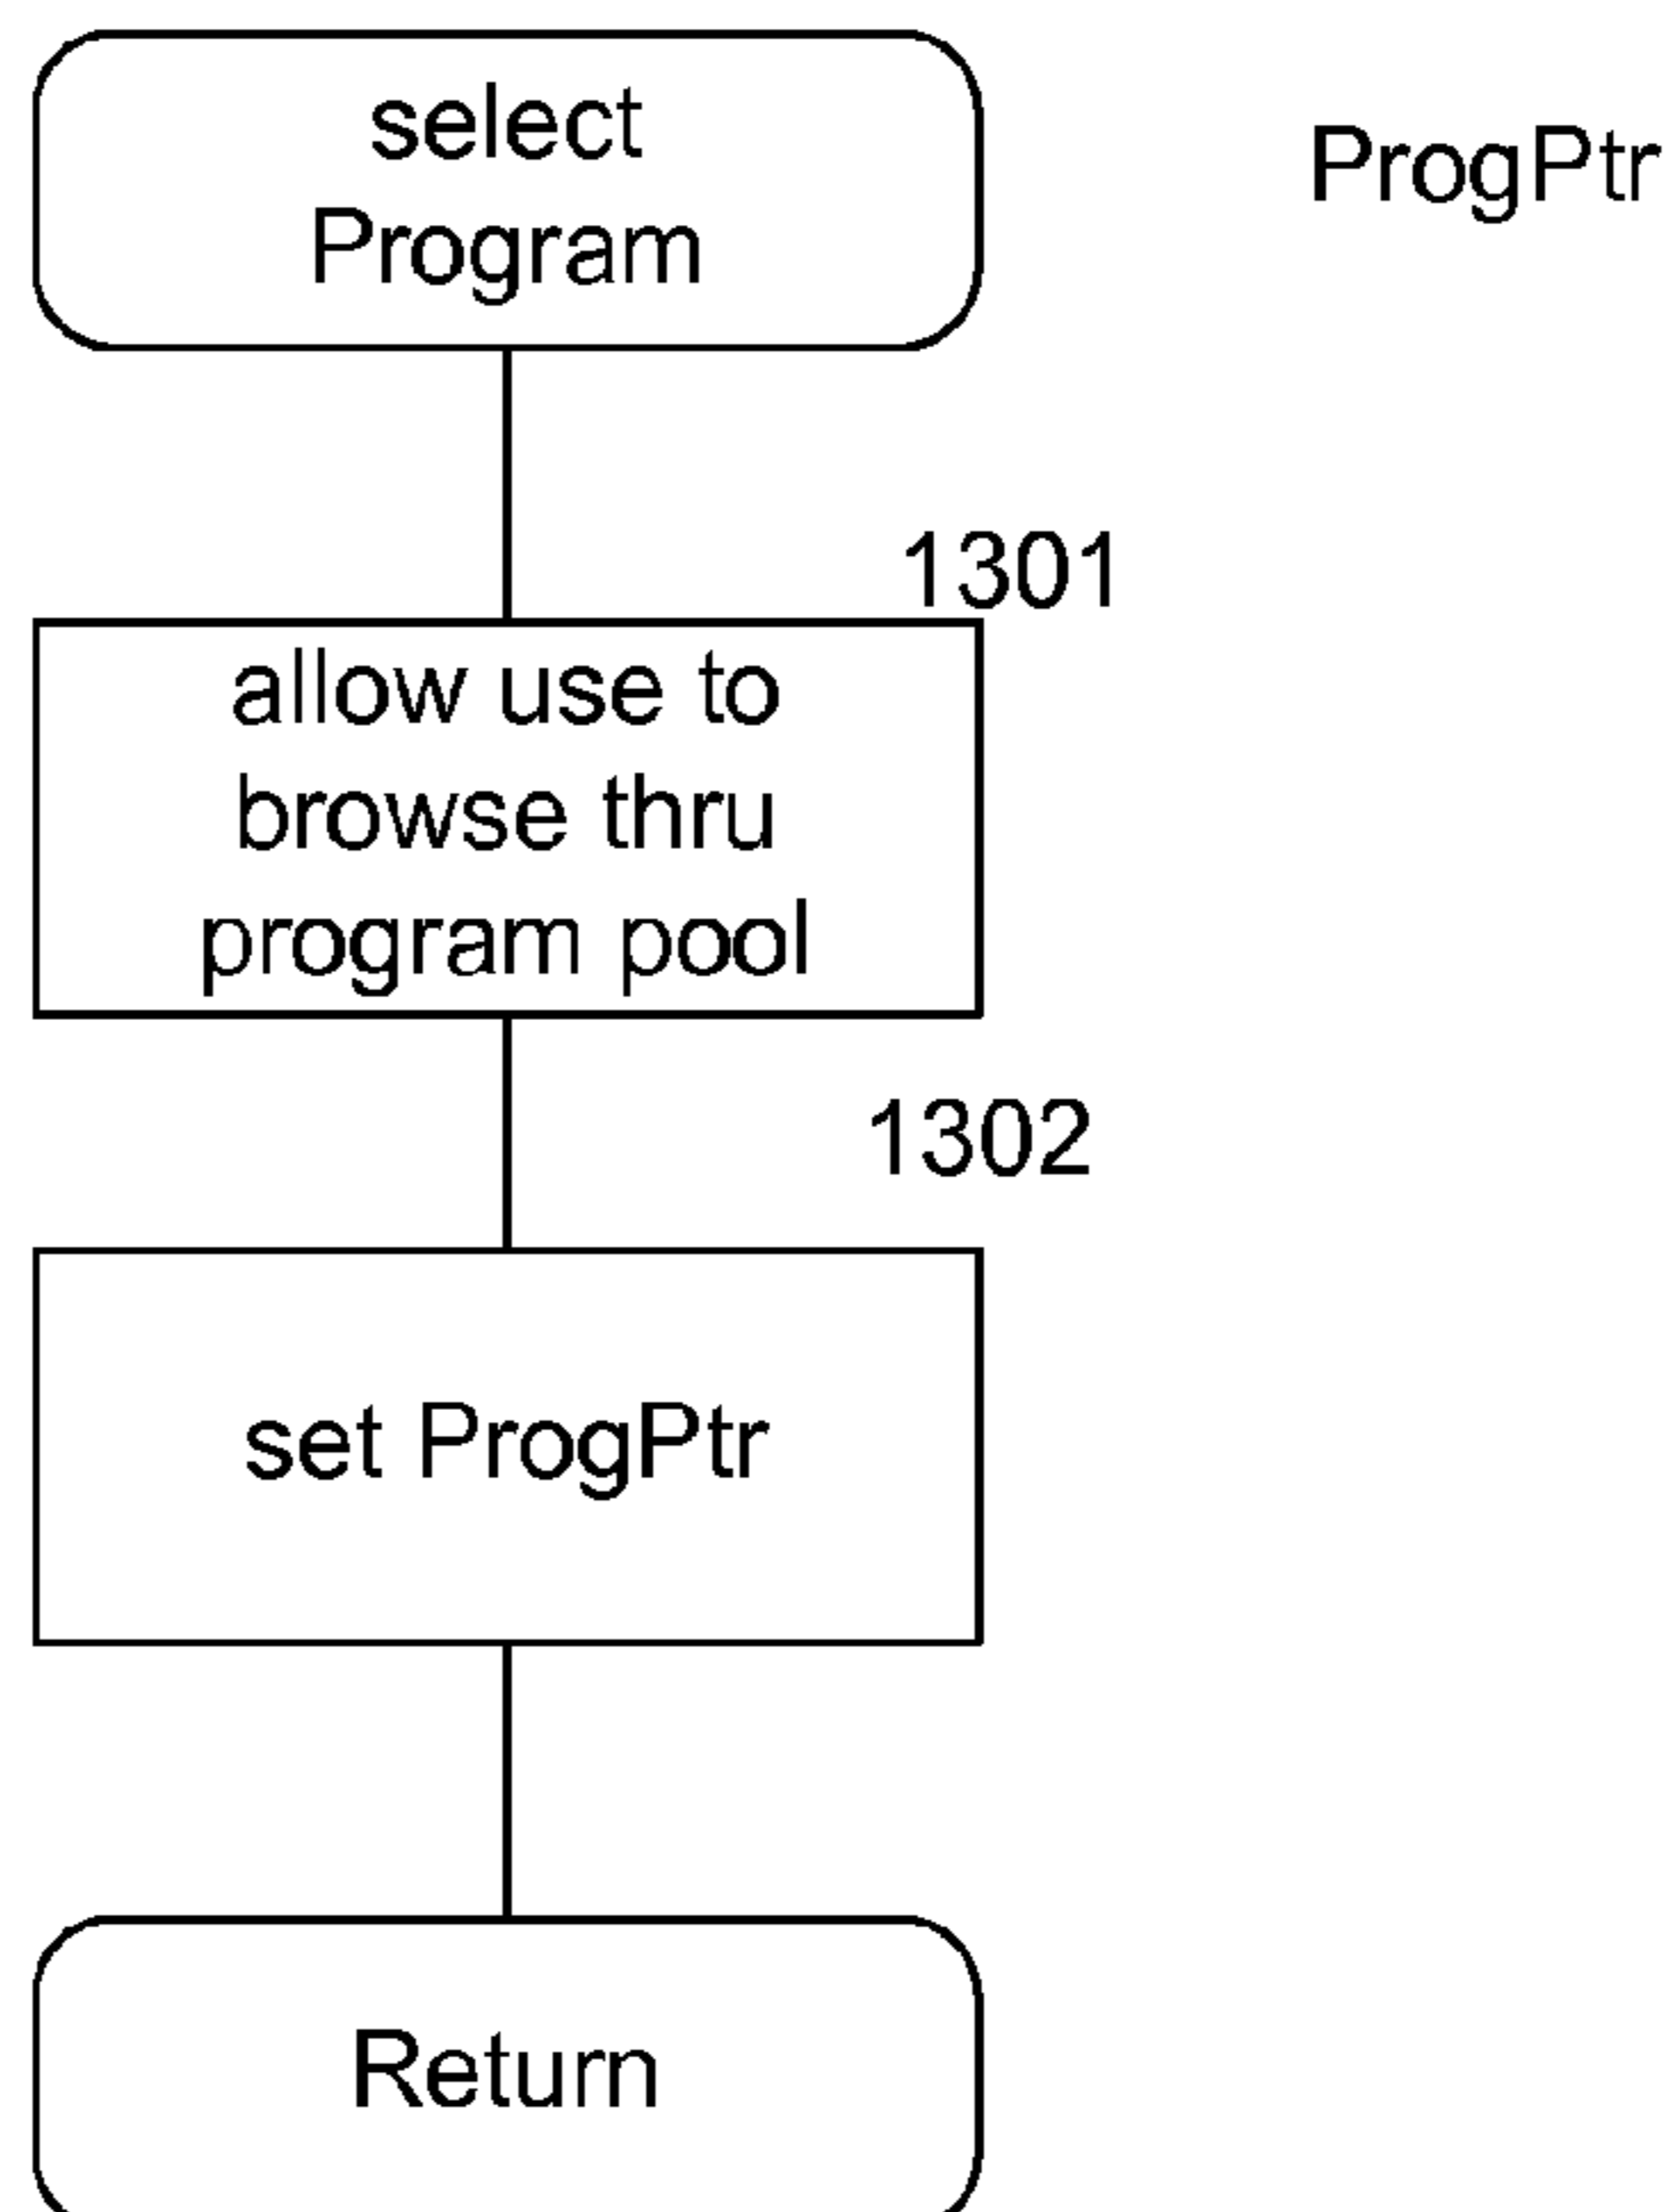 select
Program
ProgPtr
1301
allow use to
browse thru
program pool
1302
set ProgPtr
Return